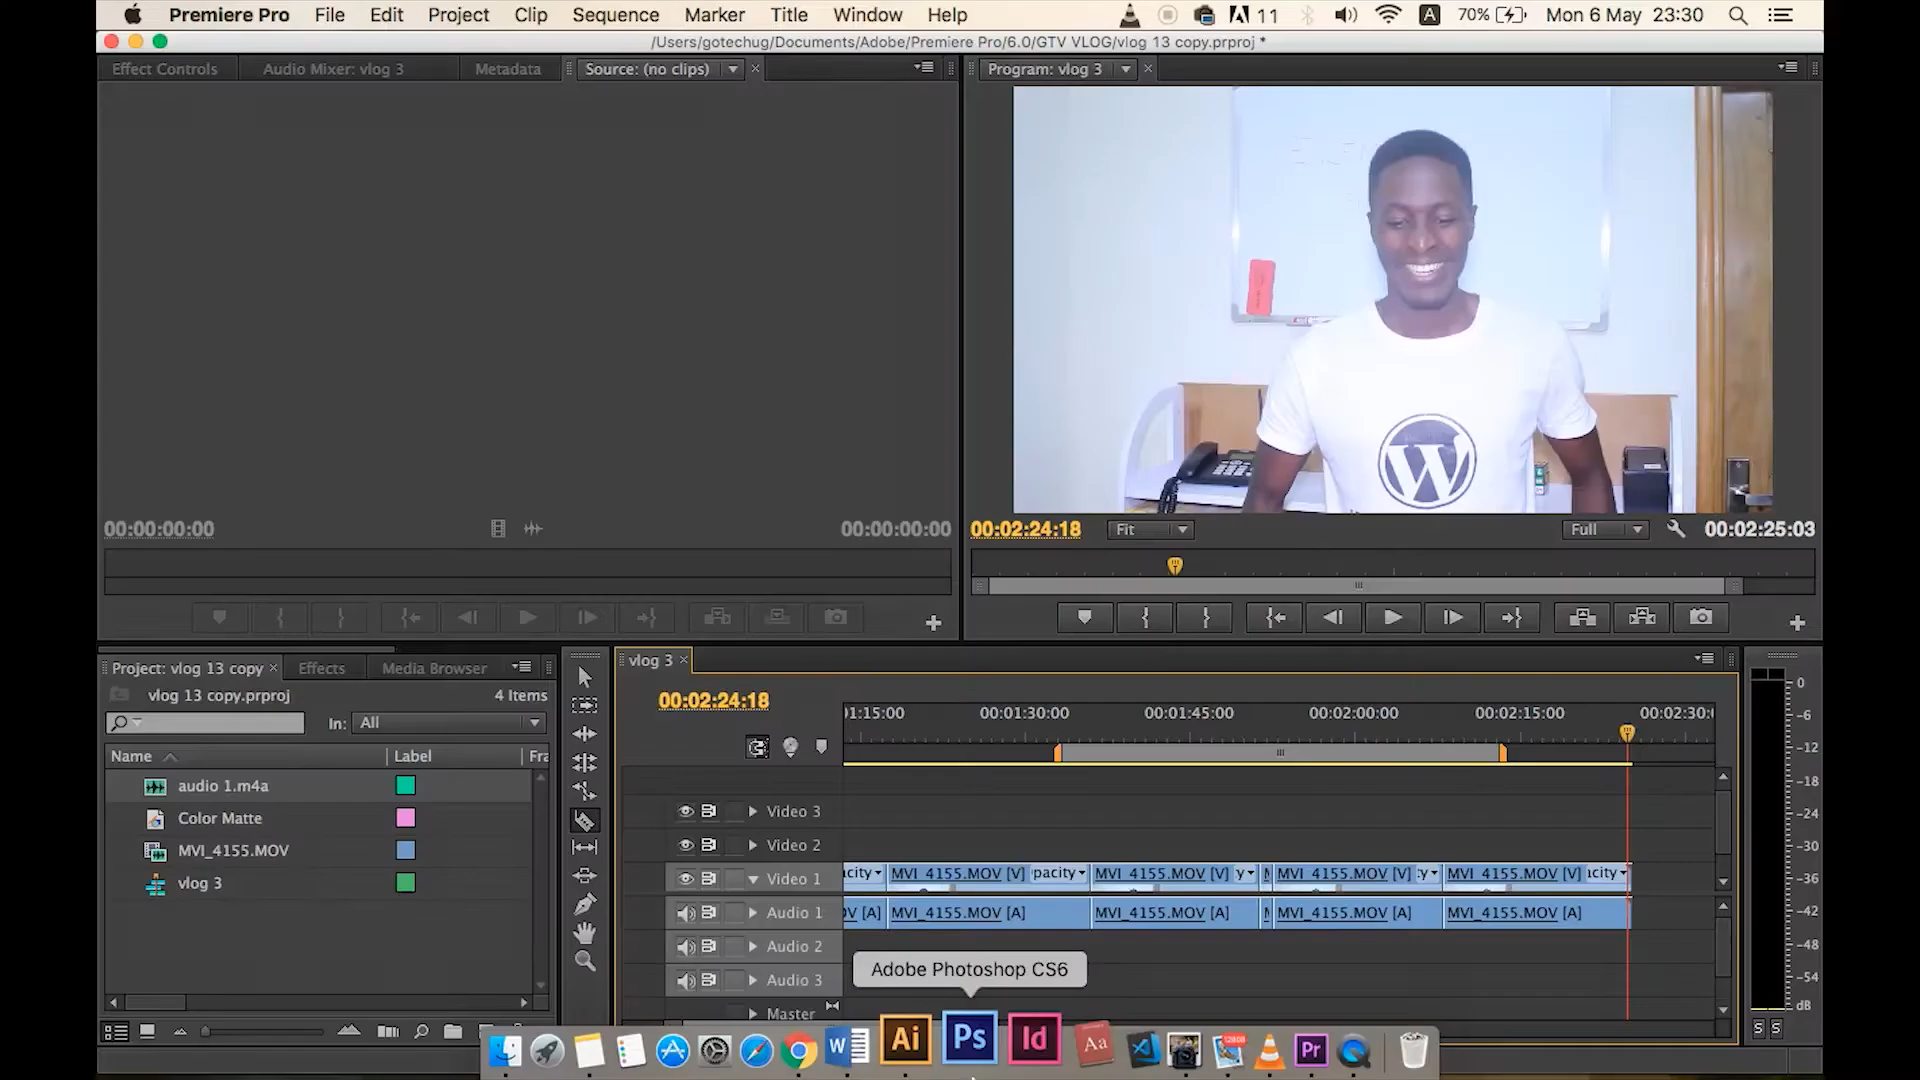 Premiere Pro File Edit Project Clip Sequence Marker Title Window Help 11 A 70% Mon 6 May 23:30
/Users/gotechug/Documents/Adobe/Premiere Pro/6.0/GTV VLOG/vlog 13 copy.prproj *
Effect Controls Audio Mixer: vlog 3 Metadata Source: (no clips) Program: vlog 3
W
00:00:00:00 00:00:00:00 00:02:24:18 Fit Full 00:02:25:03
Project: vlog 13 copy Effects Media Browser
vlog 13 copy.prproj 4 Items
In: All
Name Label Fra
audio 1.m4a
Color Matte
MVI_4155.MOV
vlog 3
vlog 3
00:02:24:18
1:15:00 00:01:30:00 00:01:45:00 00:02:00:00 00:02:15:00 00:02:30:0
Video 3
Video 2
Video 1 acity MVI_4155.MOV [V] pacity MVI_4155.MOV [V] y MVI_4155.MOV [V] :y MVI_4155.MOV [V] acity
Audio 1 OV [A] MVI_4155.MOV [A] MVI_4155.MOV [A] MVI_4155.MOV [A] MVI_4155.MOV [A]
Audio 2
Audio 3
Master
0
-6
-12
-18
-24
-30
-36
-42
-48
-54
dB
S S
Adobe Photoshop CS6
W Ai Ps Id Aa Pr